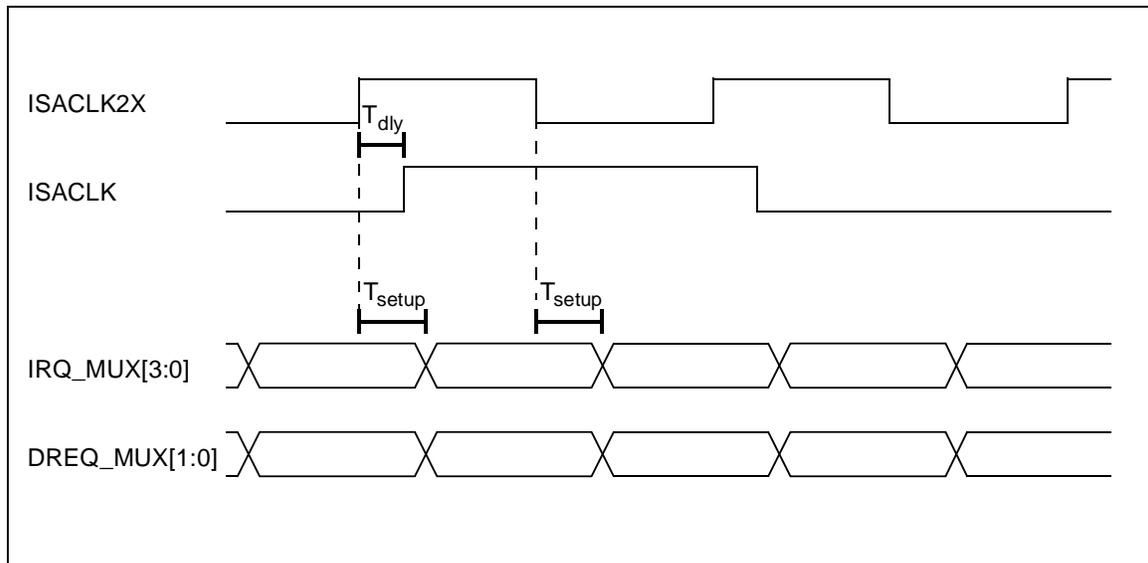 ISACLK2X
Tdly
ISACLK
Tsetup Tsetup
IRQ_MUX[3:0]
DREQ_MUX[1:0]